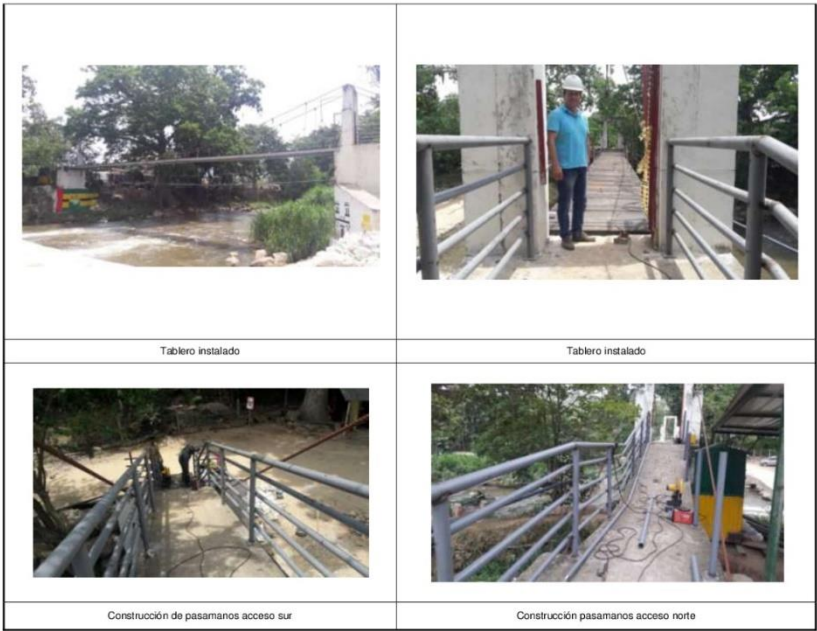 Tablero instalado
Tablero instalado
Construcción de pasamanos acceso sur
Construcción pasamanos acceso norte